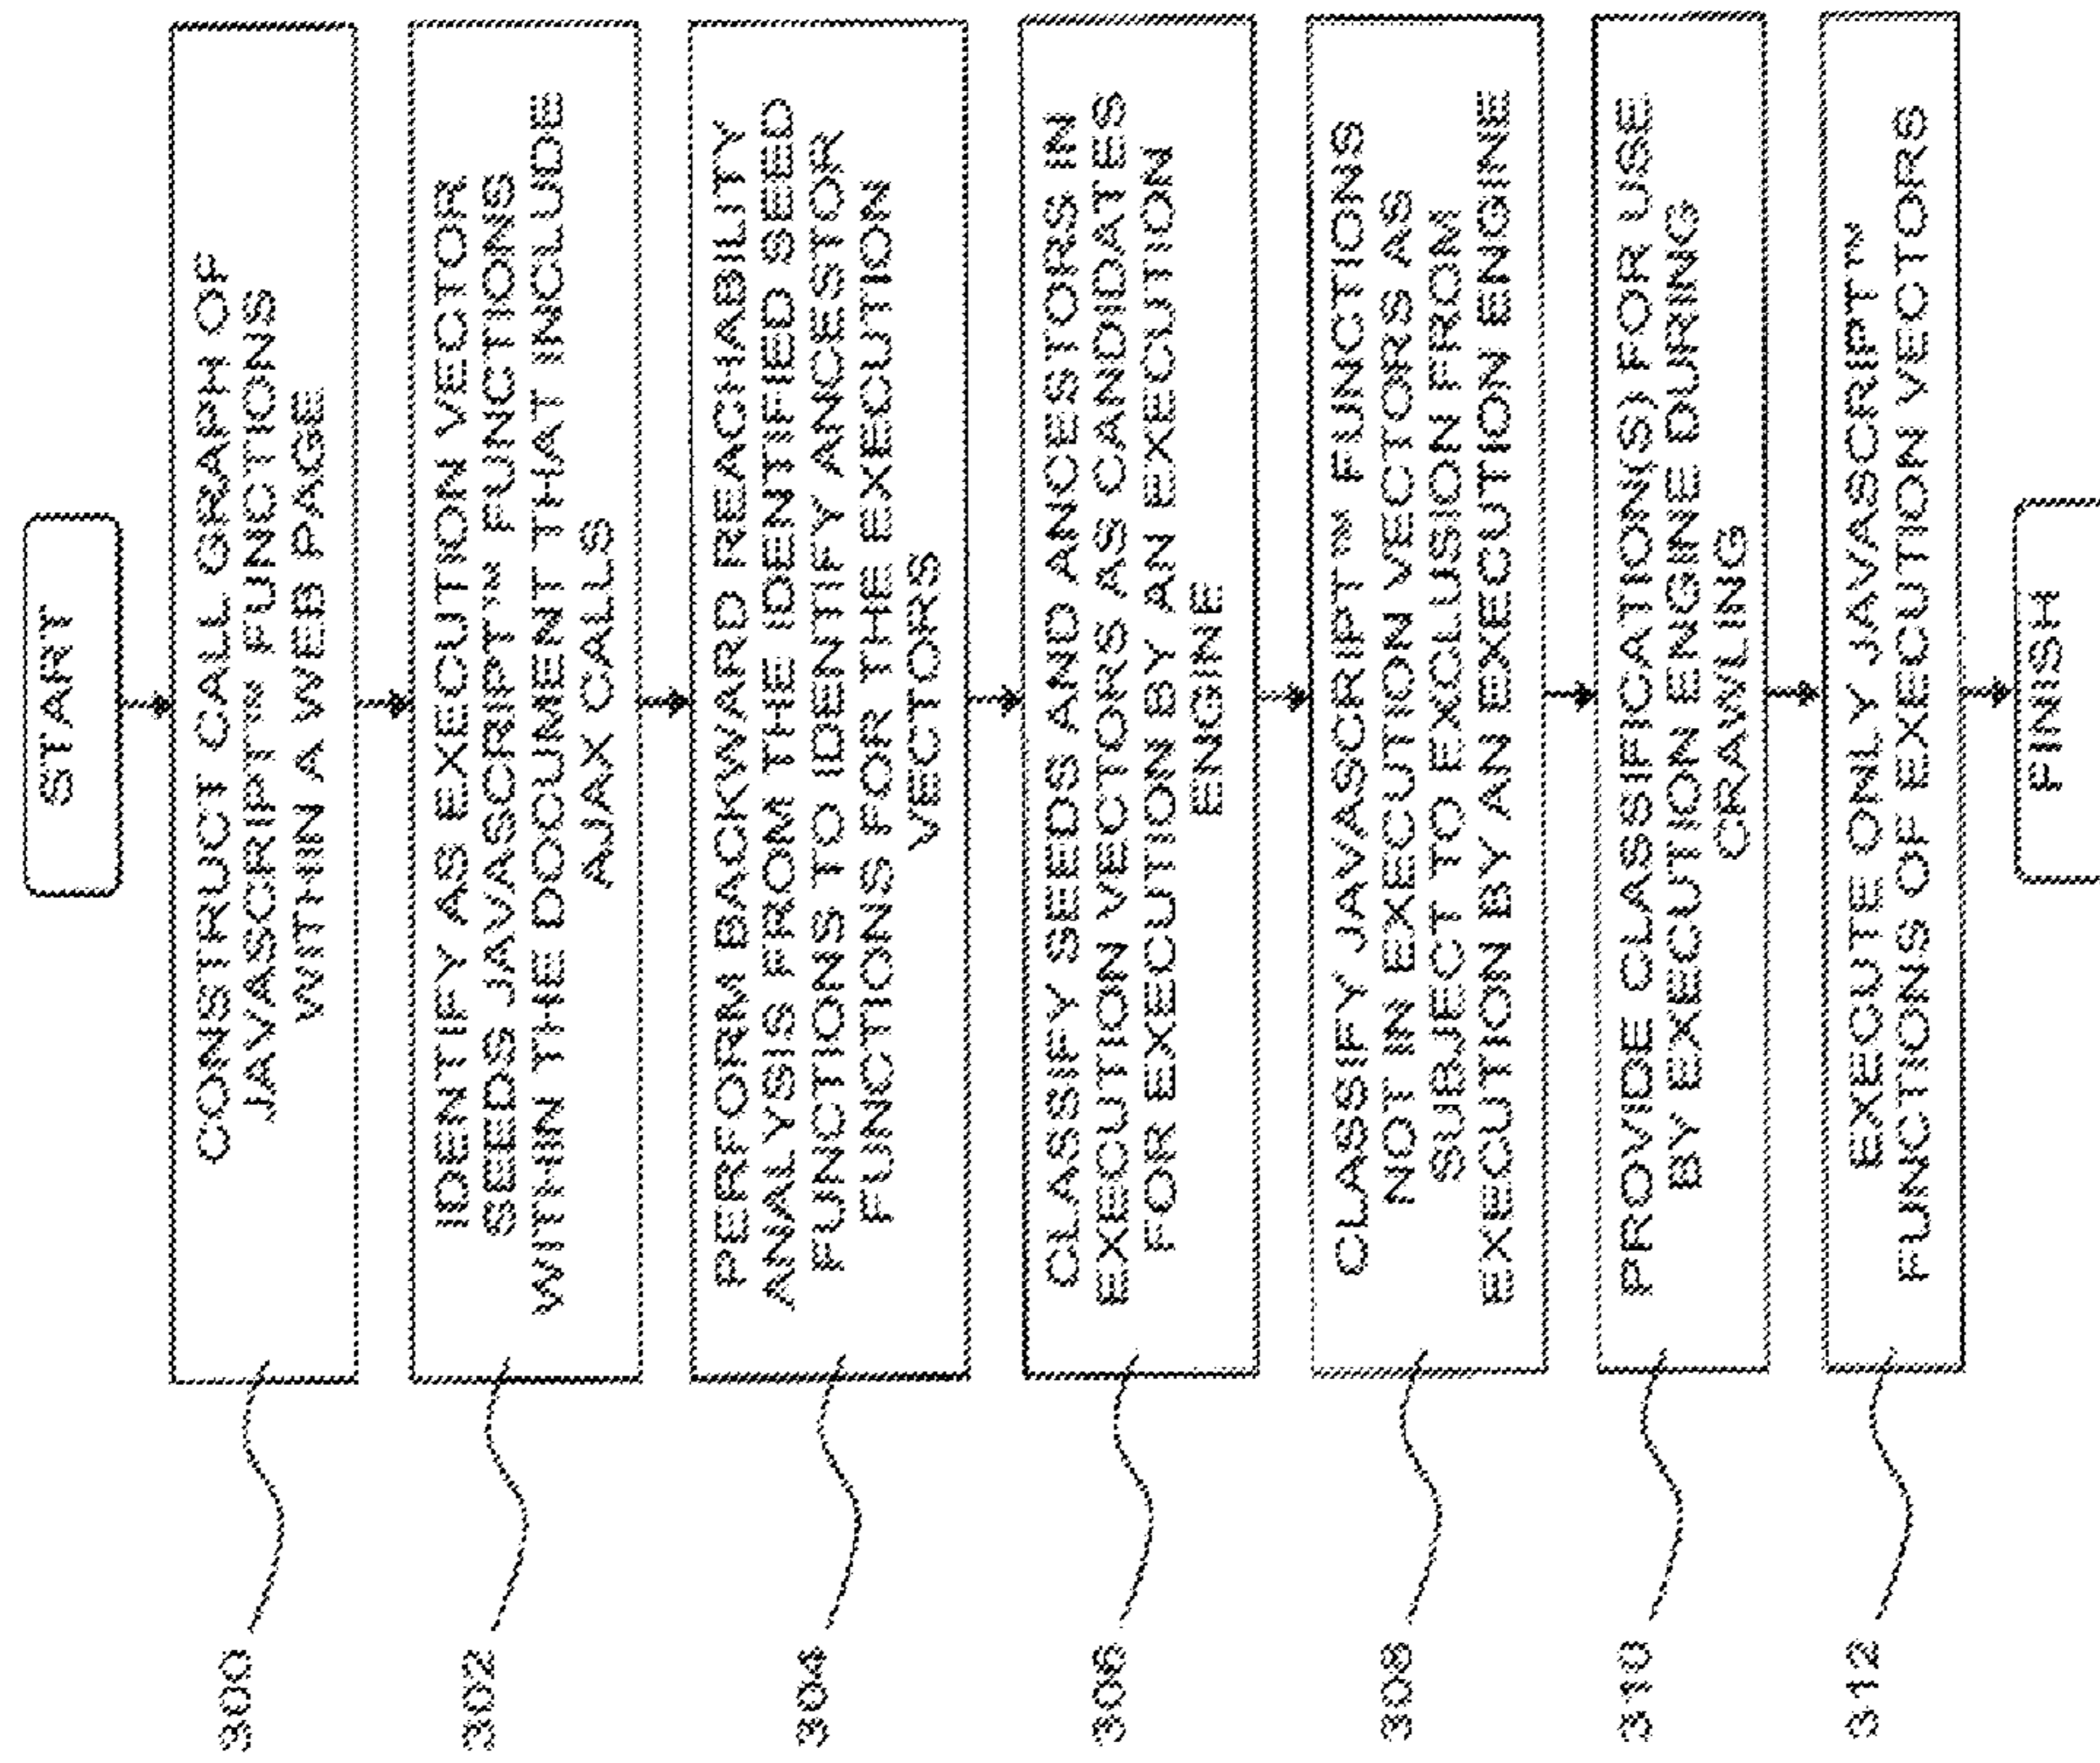 START
300
CONSTRUCT CALL GRAPH OF
JAVASCRIPT™ FUNCTIONS
WITHIN A WEB PAGE
302
IDENTIFY AS EXECUTION VECTOR
SEEDS JAVASCRIPT™ FUNCTIONS
WITHIN THE DOCUMENT THAT INCLUDE
AJAX CALLS
304
PERFORM BACKWARD REACHABILITY
ANALYSIS FROM THE IDENTIFIED SEED
FUNCTIONS TO IDENTIFY ANCESTOR
FUNCTIONS FOR THE EXECUTION
VECTORS
306
CLASSIFY SEEDS AND ANCESTORS IN
EXECUTION VECTORS AS CANDIDATES
FOR EXECUTION BY AN EXECUTION
ENGINE
308
CLASSIFY JAVASCRIPT™ FUNCTIONS
NOT IN EXECUTION VECTORS AS
SUBJECT TO EXCLUSION FROM
EXECUTION BY AN EXECUTION ENGINE
310
PROVIDE CLASSIFICATION(S) FOR USE
BY EXECUTION ENGINE DURING
CRAWLING
312
EXECUTE ONLY JAVASCRIPT™
FUNCTIONS OF EXECUTION VECTORS
FINISH